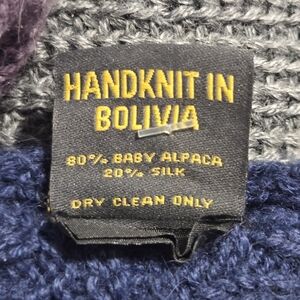 HANDKNIT IN
BOLIVIA
80% BABY ALPACA
20% SILK
DRY CLEAN ONLY